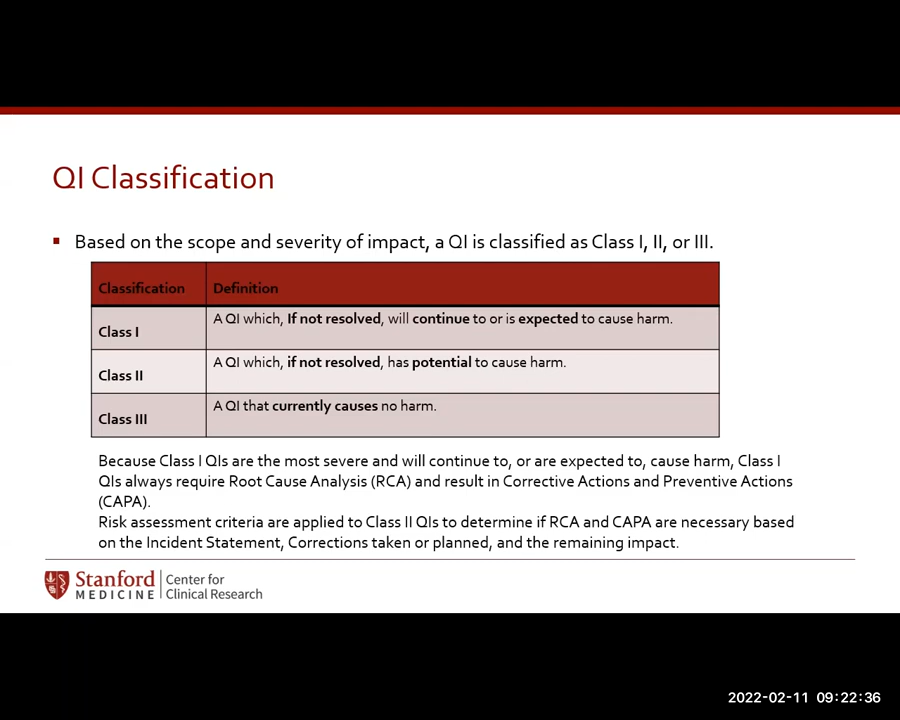 QI Classification
▪ Based on the scope and severity of impact, a QI is classified as Class I, II, or III.
Classification Definition
Class I A QI which, If not resolved, will continue to or is expected to cause harm.
Class II A QI which, if not resolved, has potential to cause harm.
Class III A QI that currently causes no harm.
Because Class I QIs are the most severe and will continue to, or are expected to, cause harm, Class I
QIs always require Root Cause Analysis (RCA) and result in Corrective Actions and Preventive Actions
(CAPA).
Risk assessment criteria are applied to Class II QIs to determine if RCA and CAPA are necessary based
on the Incident Statement, Corrections taken or planned, and the remaining impact.
Stanford
MEDICINE
Center for
Clinical Research
2022-02-11 09:22:36